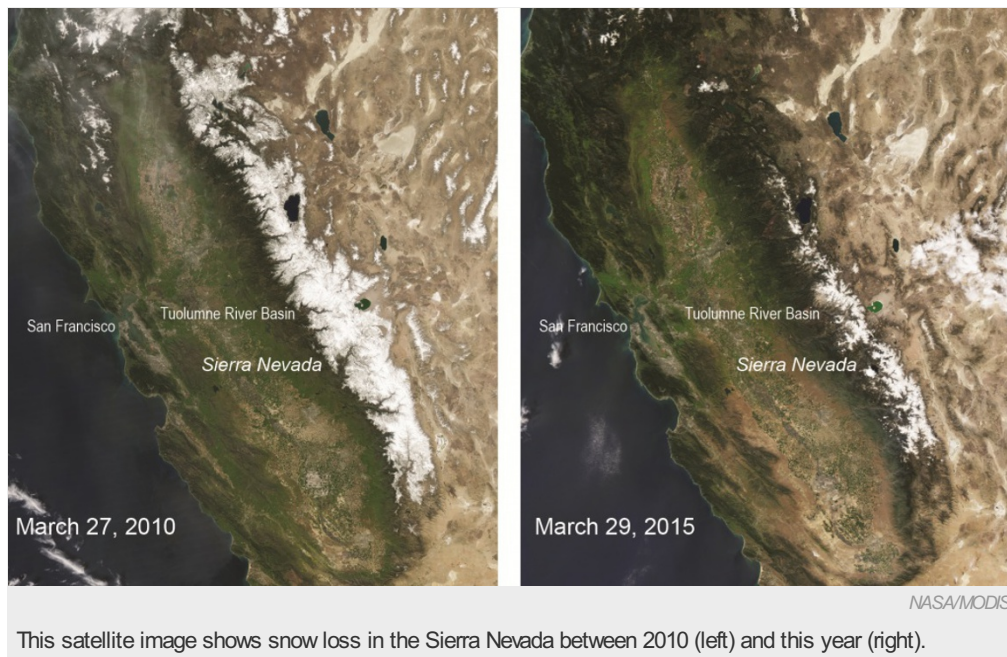 San Francisco
Tuolumne River Basin
Sierra Nevada
March 27, 2010
San Francisco
Tuolumne River Basin
Sierra Nevada
March 29, 2015
NASA/MODIS
This satellite image shows snow loss in the Sierra Nevada between 2010 (left) and this year (right).